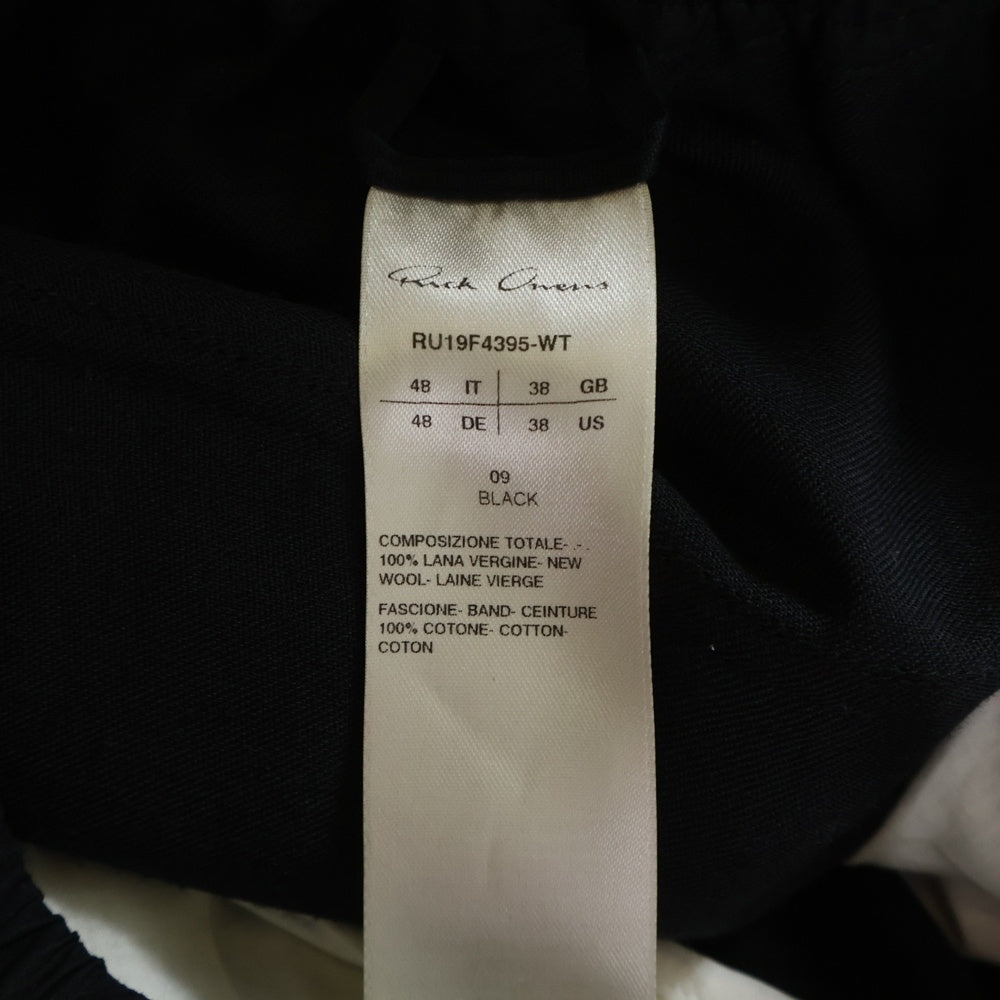 Rick Owens
RU19F4395-WT
48 IT 38 GB
48 DE 38 US
09
BLACK
COMPOSIZIONE TOTALE- .- .
100% LANA VERGINE- NEW
WOOL- LAINE VIERGE
FASCIONE- BAND- CEINTURE
100% COTONE- COTTON-
COTON